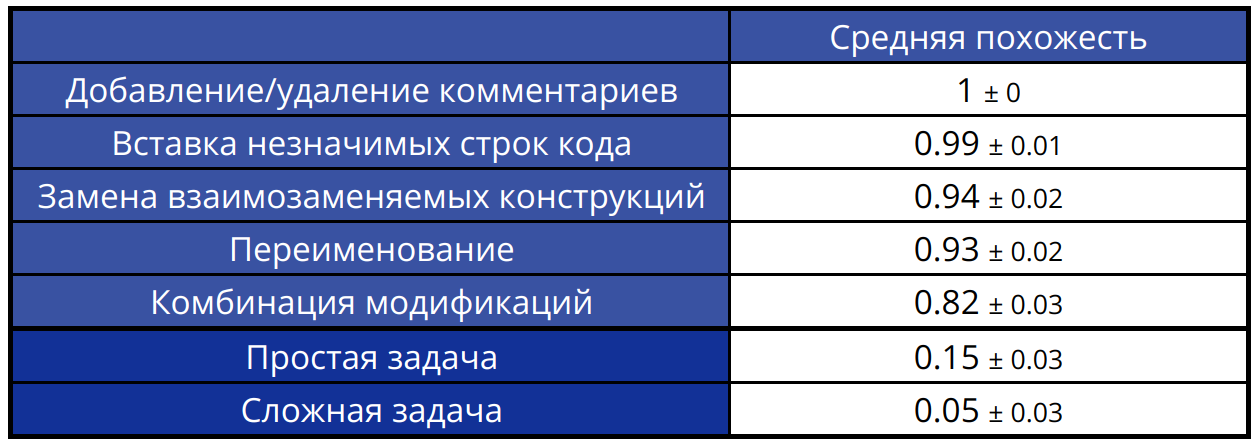 Средняя похожесть
Добавление/удаление комментариев 1 ± 0
Вставка незначимых строк кода 0.99 ± 0.01
Замена взаимозаменяемых конструкций 0.94 ± 0.02
Переименование 0.93 ± 0.02
Комбинация модификаций 0.82 ± 0.03
Простая задача 0.15 ± 0.03
Сложная задача 0.05 ± 0.03